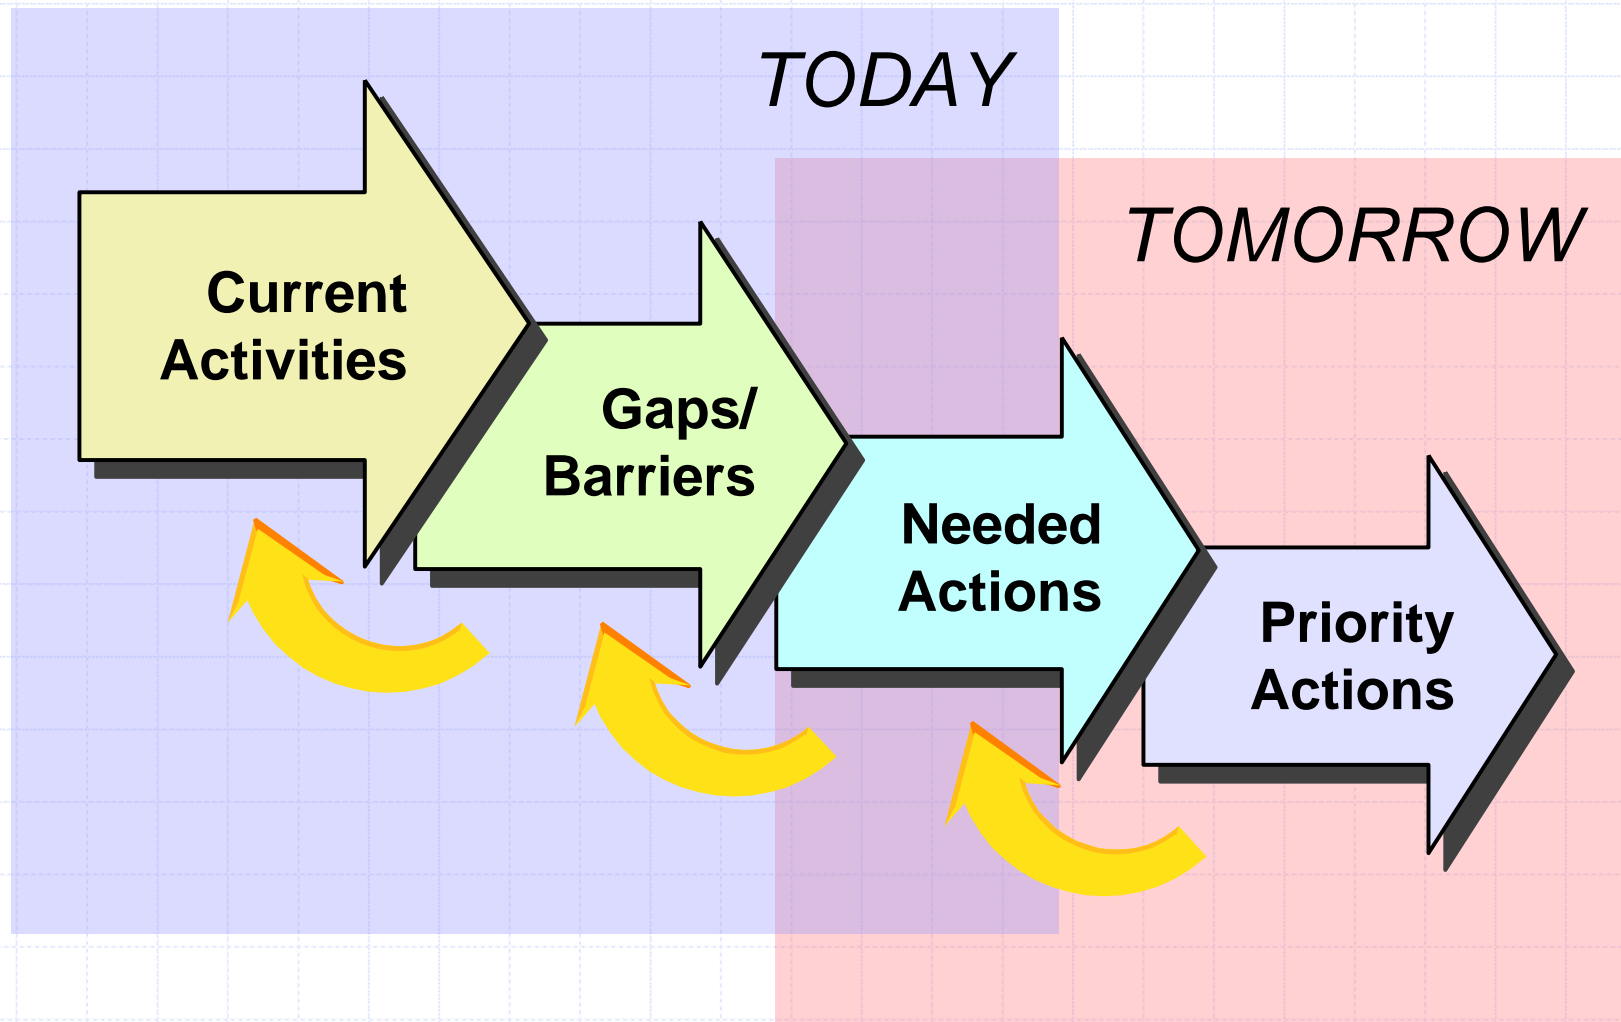 TODAY
TOMORROW
Current
Activities
Gaps/
Barriers
Needed
Actions
Priority
Actions